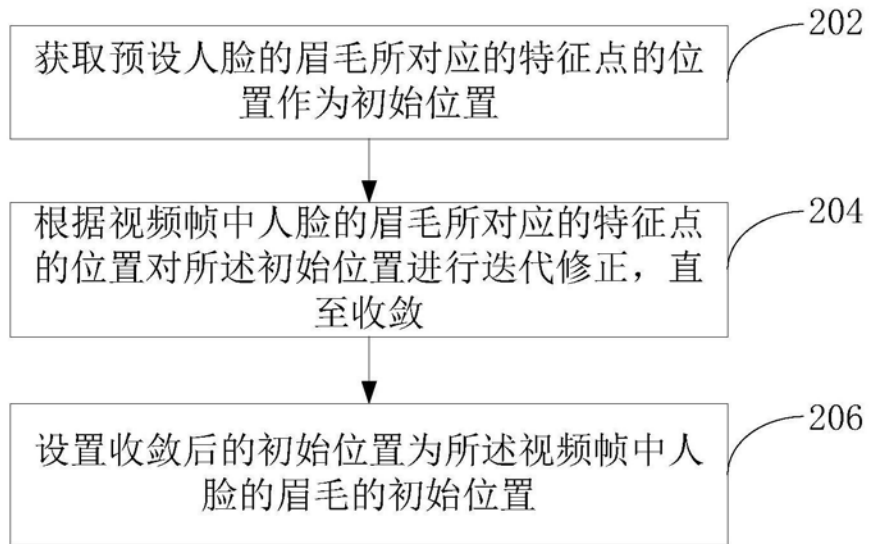 202
获取预设人脸的眉毛所对应的特征点的位
置作为初始位置
204
根据视频帧中人脸的眉毛所对应的特征点
的位置对所述初始位置进行迭代修正，直
至收敛
206
设置收敛后的初始位置为所述视频帧中人
脸的眉毛的初始位置